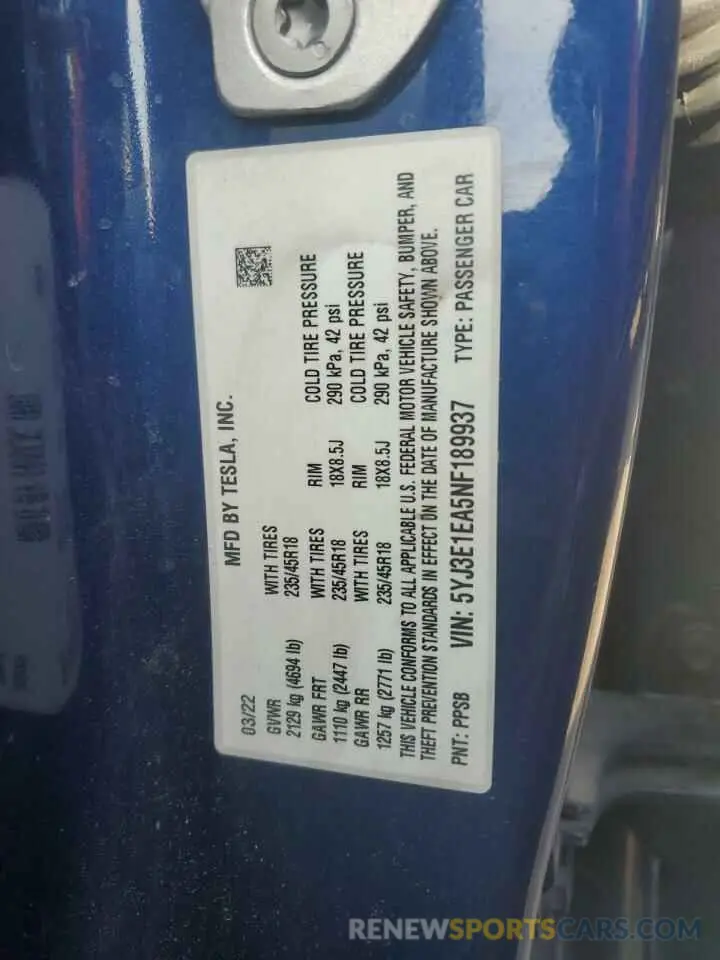 MFD BY TESLA, INC.
03/22
GVWR WITH TIRES
2129 kg (4694 lb) 235/45R18
GAWR FRT WITH TIRES RIM COLD TIRE PRESSURE
1110 kg (2447 lb) 235/45R18 18X8.5J 290 kPa, 42 psi
GAWR RR WITH TIRES RIM COLD TIRE PRESSURE
1257 kg (2771 lb) 235/45R18 18X8.5J 290 kPa, 42 psi
THIS VEHICLE CONFORMS TO ALL APPLICABLE U.S. FEDERAL MOTOR VEHICLE SAFETY, BUMPER, AND
THEFT PREVENTION STANDARDS IN EFFECT ON THE DATE OF MANUFACTURE SHOWN ABOVE.
PNT: PPSB VIN: 5YJ3E1EA5NF189937 TYPE: PASSENGER CAR
RENEWSPORTSCARS.COM